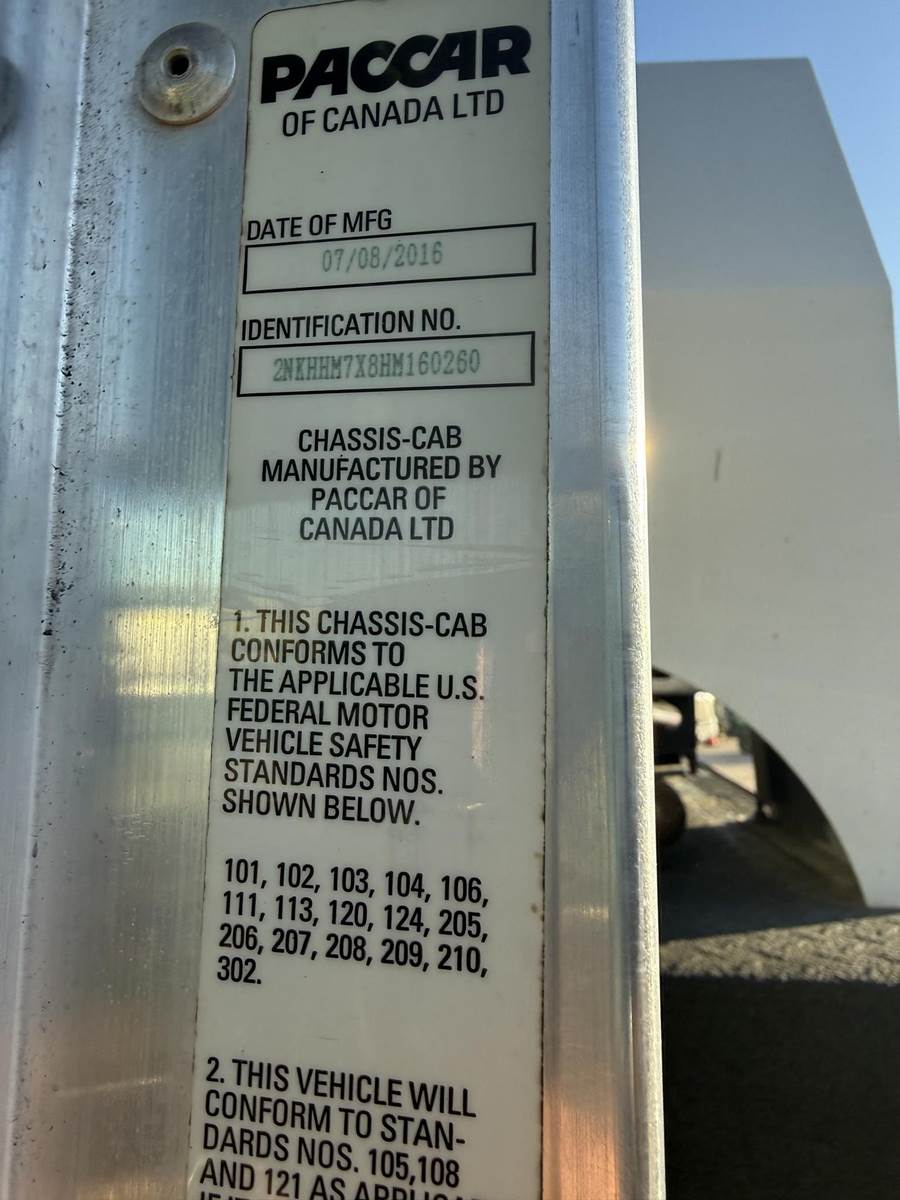 PACCAR
OF CANADA LTD
DATE OF MFG
07/08/2016
IDENTIFICATION NO.
2NKHHM7X8HM160260
CHASSIS-CAB
MANUFACTURED BY
PACCAR OF
CANADA LTD
1. THIS CHASSIS-CAB
CONFORMS TO
THE APPLICABLE U.S.
FEDERAL MOTOR
VEHICLE SAFETY
STANDARDS NOS.
SHOWN BELOW.
101, 102, 103, 104, 106,
111, 113, 120, 124, 205,
206, 207, 208, 209, 210,
302.
2. THIS VEHICLE WILL
CONFORM TO STAN-
DARDS NOS. 105,108
AND 121 AS